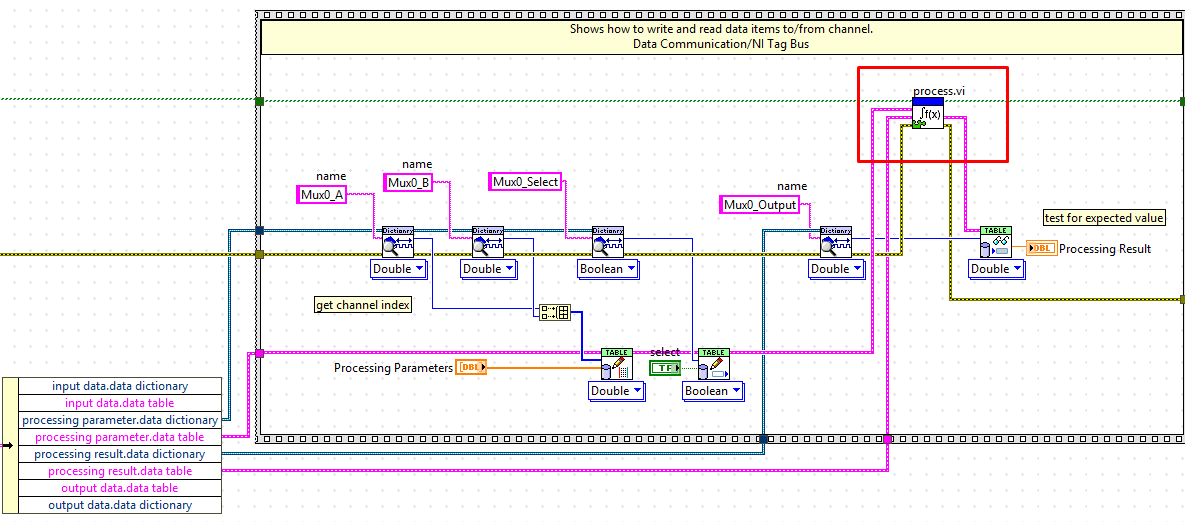 Shows how to write and read data items to/from channel.
Data Communication/NI Tag Bus
process.vi
∫f(x)
name
Mux0_A
name
Mux0_B
Mux0_Select
name
Mux0_Output
test for expected value
Dictionary
Dictionary
Dictionary
Dictionary
TABLE
DBL
Processing Result
Double
Double
Boolean
Double
Double
get channel index
Processing Parameters
DBL
TABLE
select
TF
TABLE
Double
Boolean
input data.data dictionary
input data.data table
processing parameter.data dictionary
processing parameter.data table
processing result.data dictionary
processing result.data table
output data.data table
output data.data dictionary